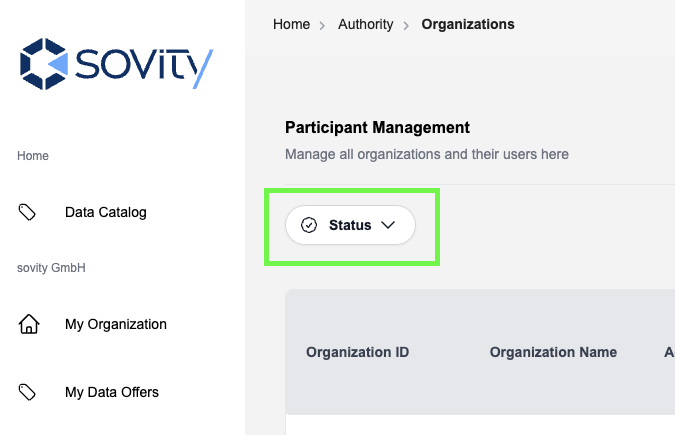 Home > Authority > Organizations
sovity
Participant Management
Home
Manage all organizations and their users here
Data Catalog
Status
sovity GmbH
My Organization
Organization ID Organization Name A
My Data Offers